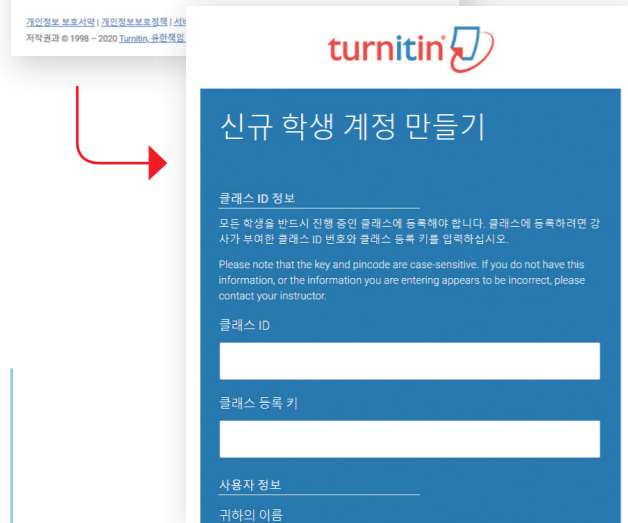 개인정보 보호서약 | 개인정보보호정책 | 서비
저작권과 © 1998 – 2020 Turnitin, 유한책임
turnitin
신규 학생 계정 만들기
클래스 ID 정보
모든 학생을 반드시 진행 중인 클래스에 등록해야 합니다. 클래스에 등록하려면 강
사가 부여한 클래스 ID 번호와 클래스 등록 키를 입력하십시오.
Please note that the key and pincode are case-sensitive. If you do not have this
information, or the information you are entering appears to be incorrect, please
contact your instructor.
클래스 ID
클래스 등록 키
사용자 정보
귀하의 이름